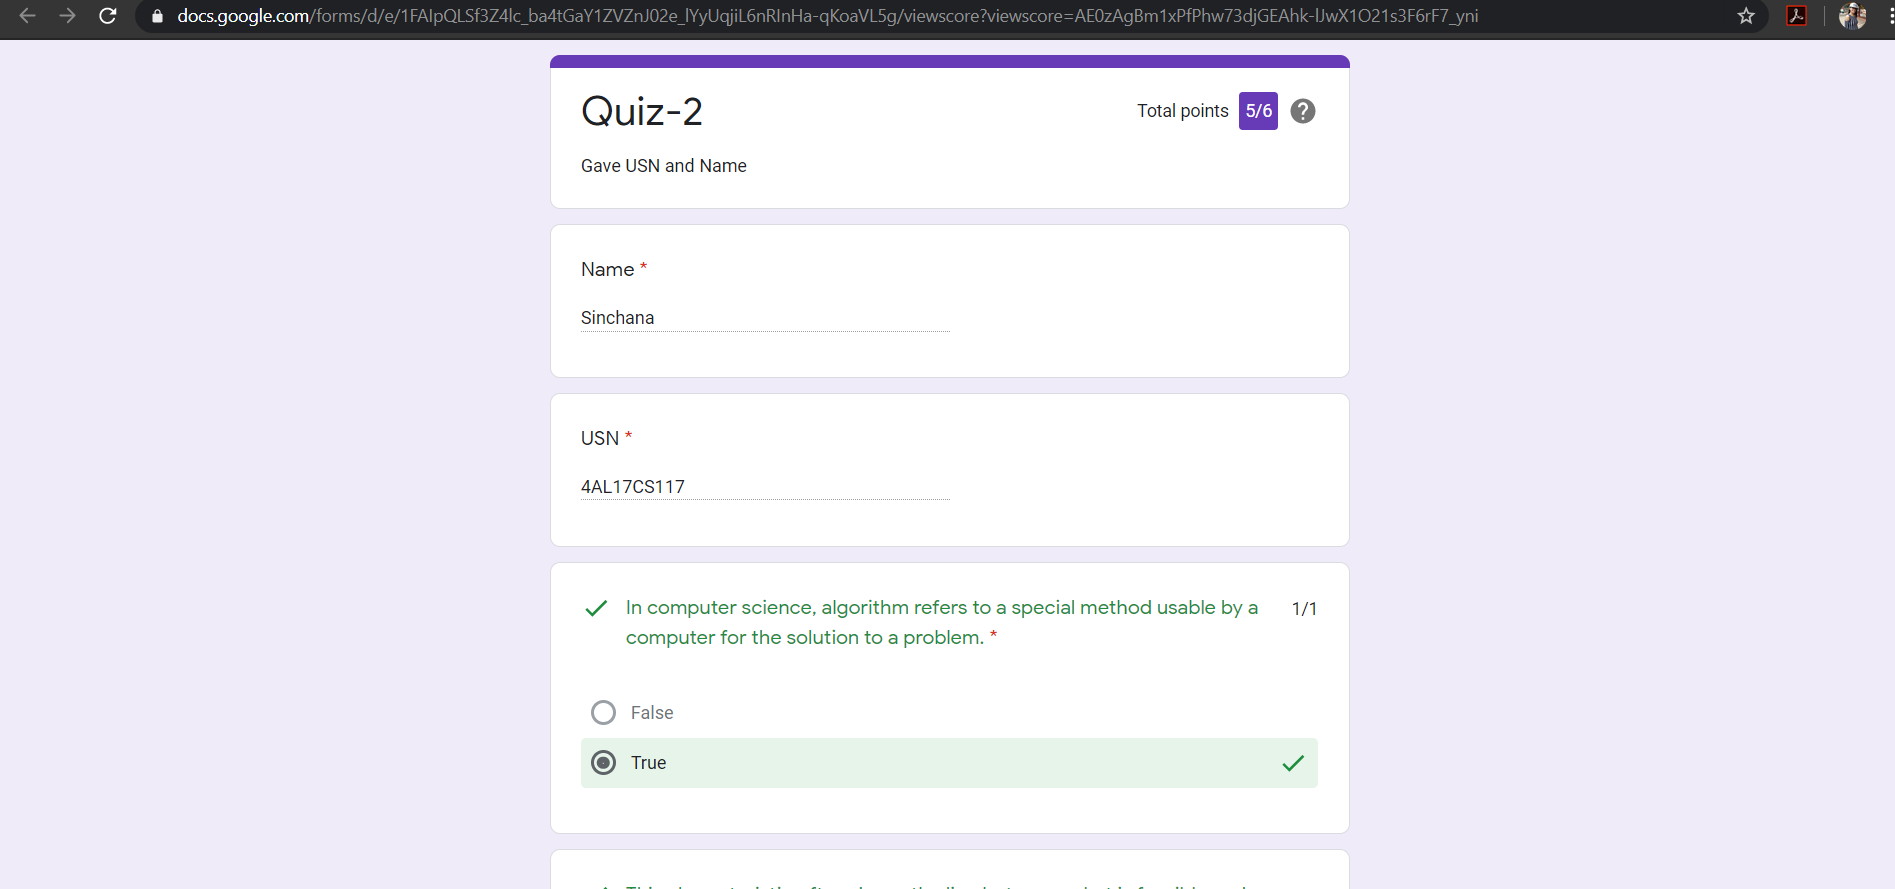 docs.google.com/forms/d/e/1FAIpQLSf3Z4lc_ba4tGaY1ZVZnJ02e_lYyUqjiL6nRInHa-qKoaVL5g/viewscore?viewscore=AE0zAgBm1xPfPhw73djGEAhk-lJwX1O21s3F6rF7_yni
Quiz-2
Total points 5/6 ?
Gave USN and Name
Name *
Sinchana
USN *
4AL17CS117
In computer science, algorithm refers to a special method usable by a 1/1
computer for the solution to a problem. *
False
True